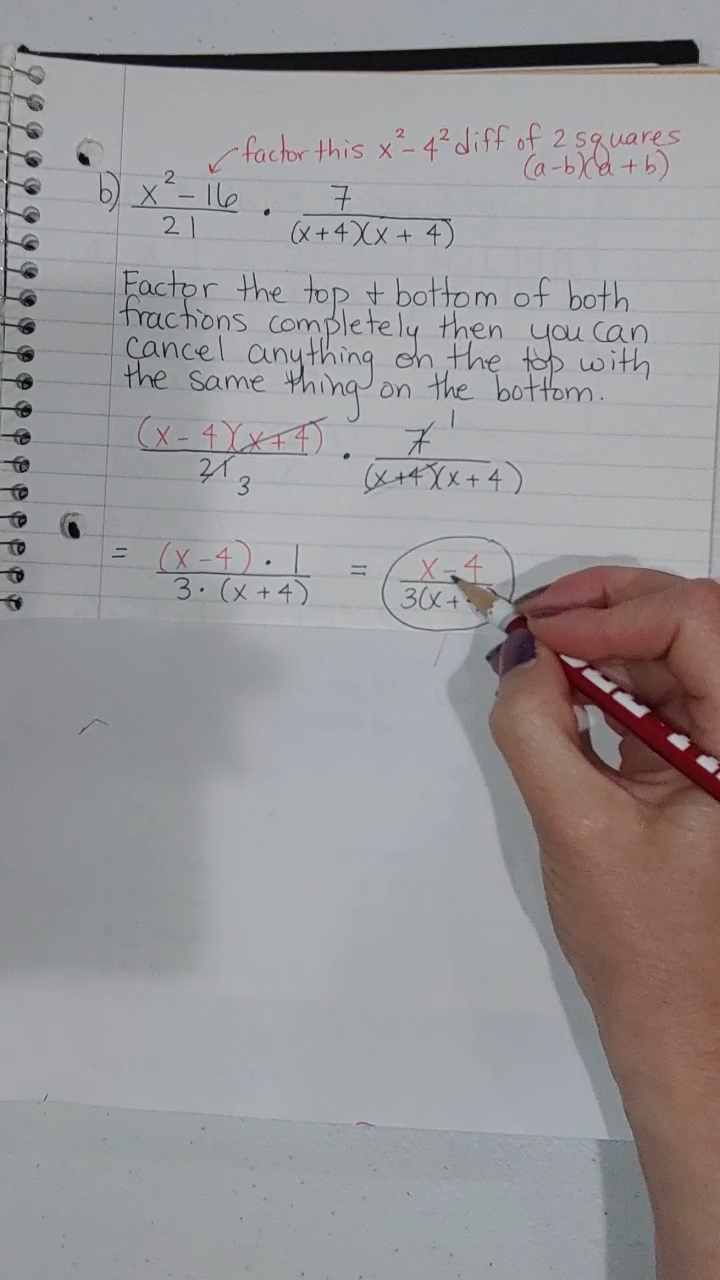 factor this x² - 4² diff of 2 squares
(a-b)(a+b)
b) x² - 16 / 21 · 7 / (x+4)(x+4)
Factor the top + bottom of both
fractions completely then you can
cancel anything on the top with
the same thing on the bottom.
(x-4)(x+4) / 21 3 · 7 1 / (x+4)(x+4)
= (x-4) · 1 / 3 · (x+4) = x-4 / 3(x+